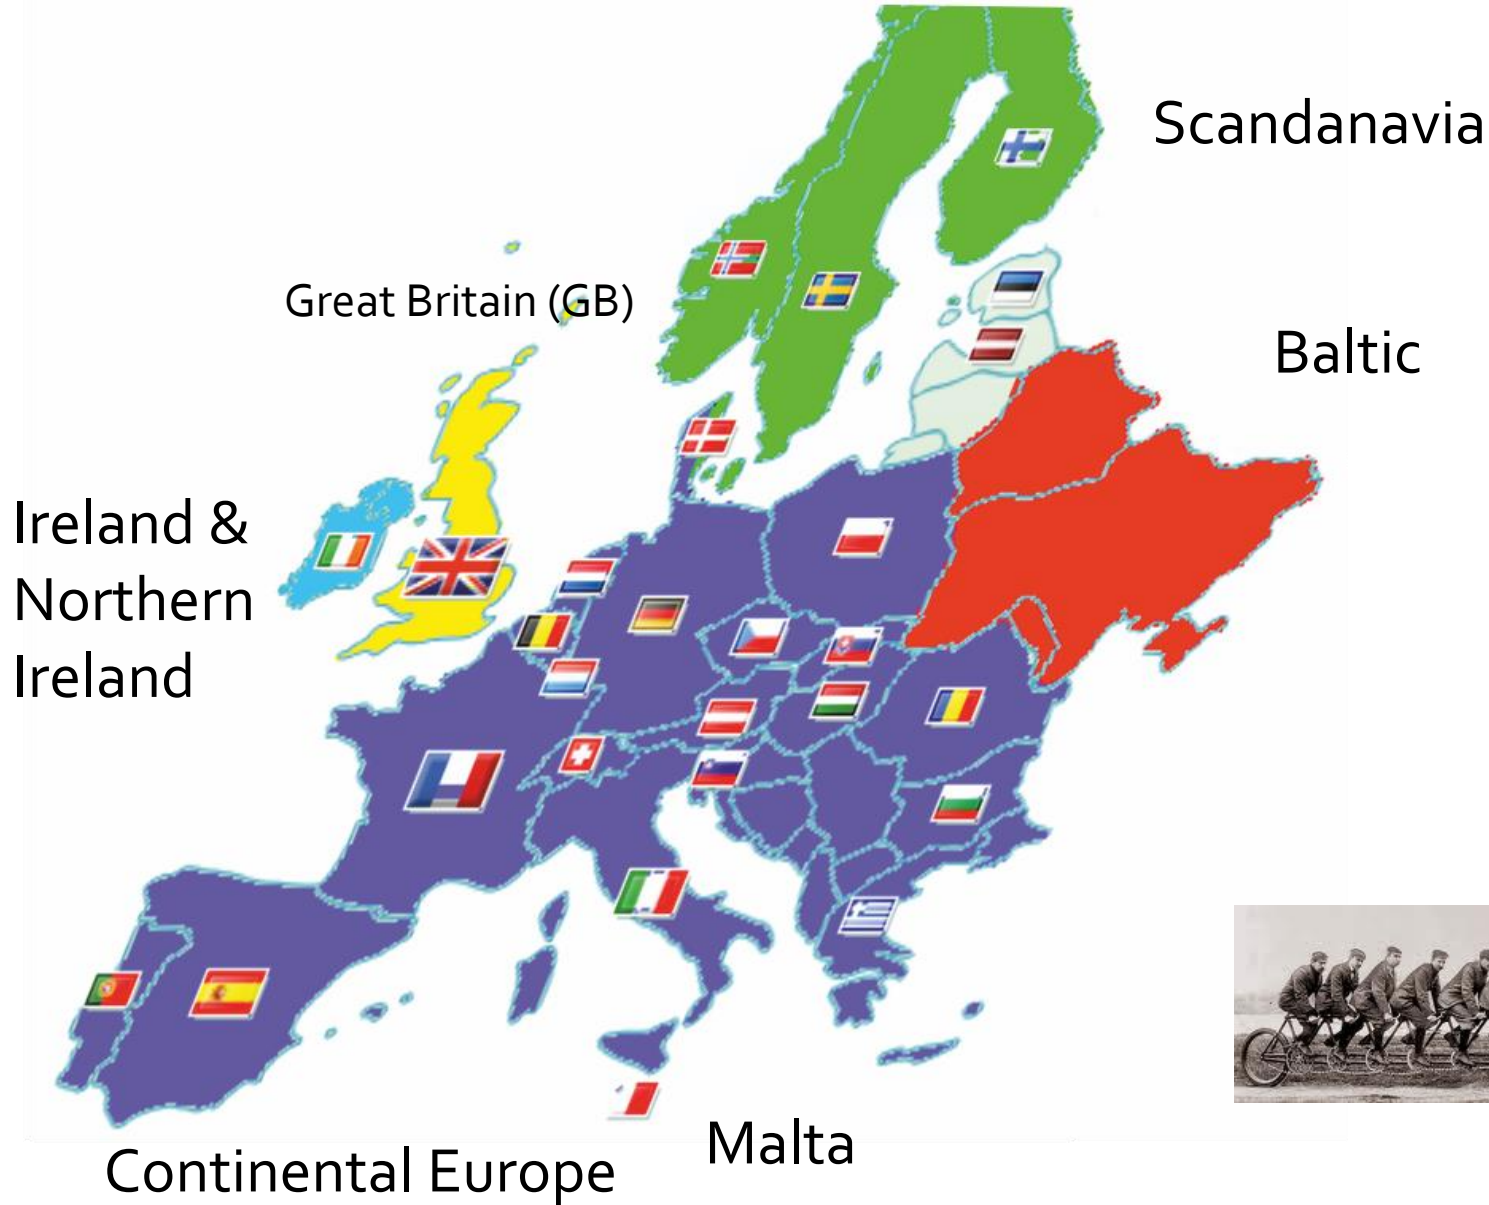 Scandanavia
Great Britain (GB)
Baltic
Ireland &
Northern
Ireland
Malta
Continental Europe